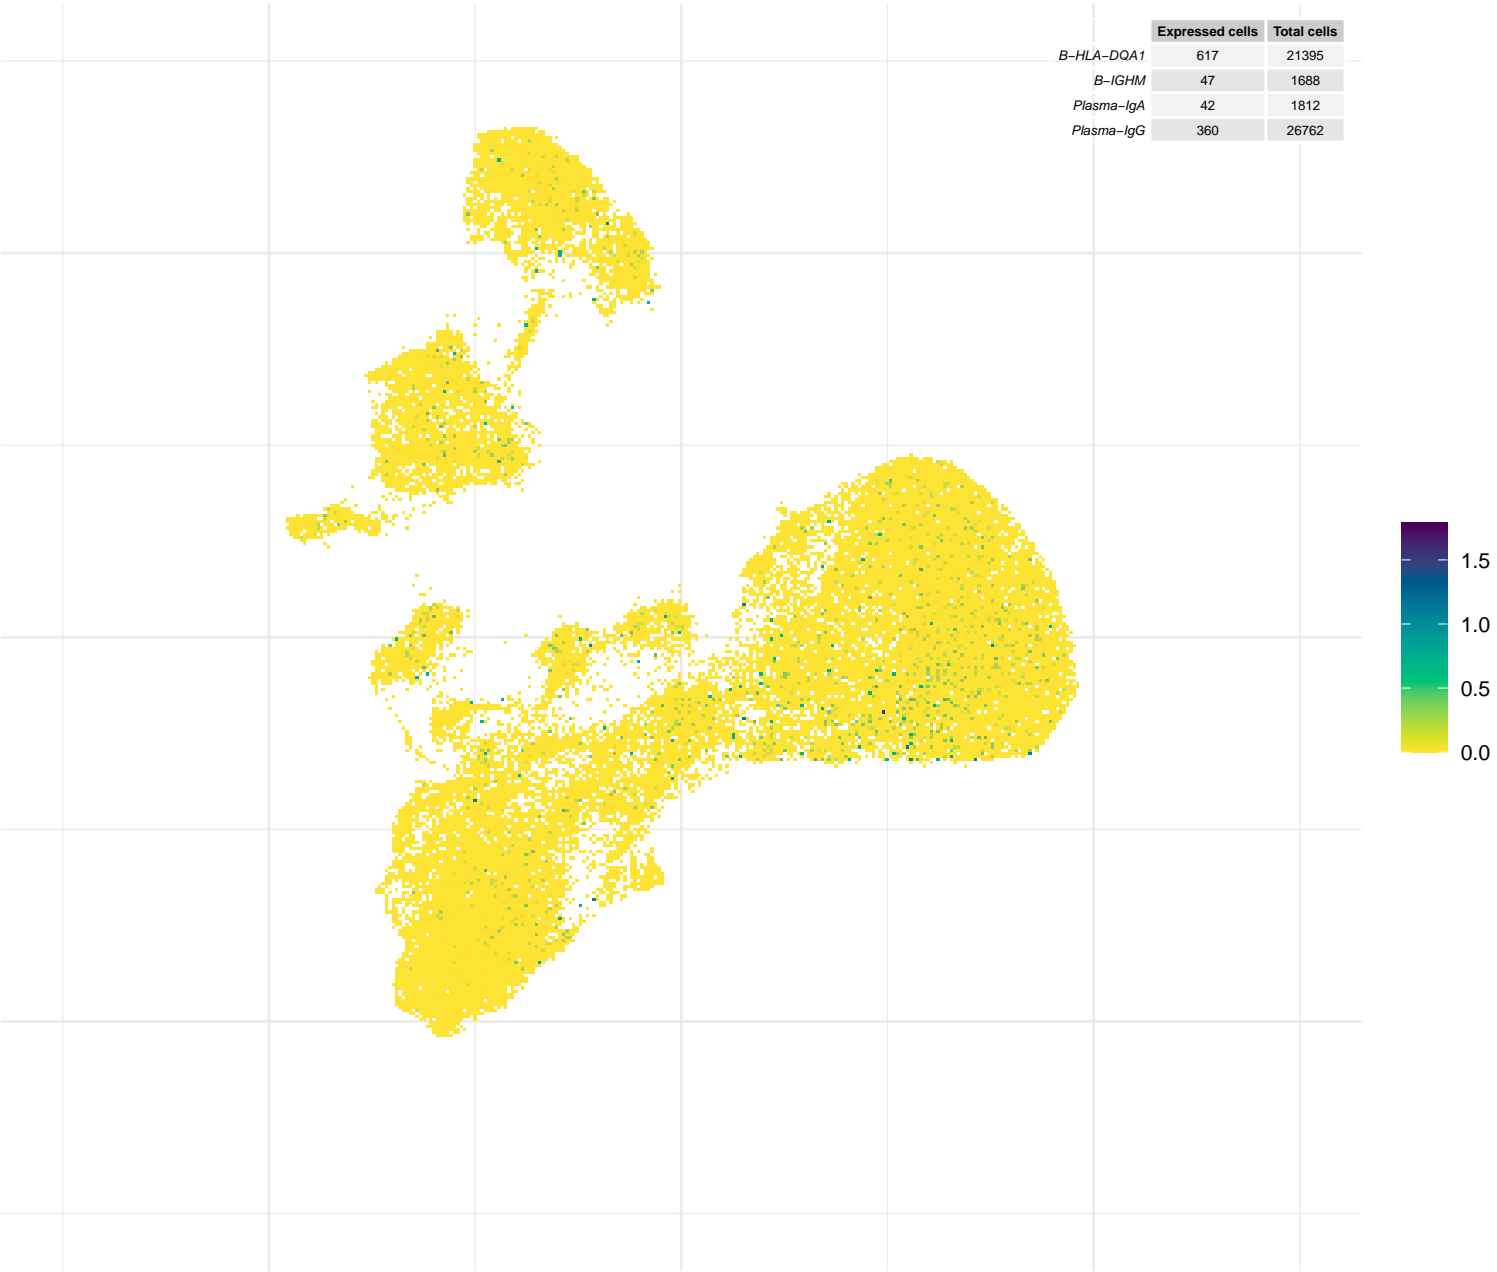 Expressed cells Total cells
B−HLA−DQA1 617 21395
B−IGHM 47 1688
Plasma−IgA 42 1812
Plasma−IgG 360 26762
1.5
1.0
0.5
0.0